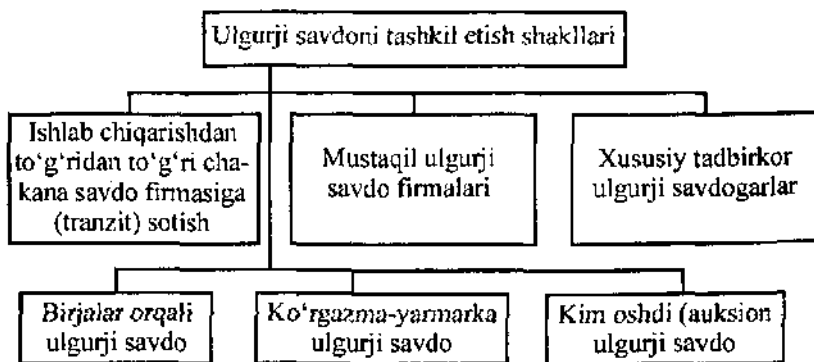 Ulgurji savdoni tashkil etish shakllari
Ishlab chiqarishdan
to‘g‘ridan to‘g‘ri cha-
kana savdo firmasiga
(tranzit) sotish
Mustaqil ulgurji
savdo firmalari
Xususiy tadbirkor
ulgurji savdogarlar
Birjalar orqali
ulgurji savdo
Ko‘rgazma-yarmarka
ulgurji savdo
Kim oshdi (auksion
ulgurji savdo